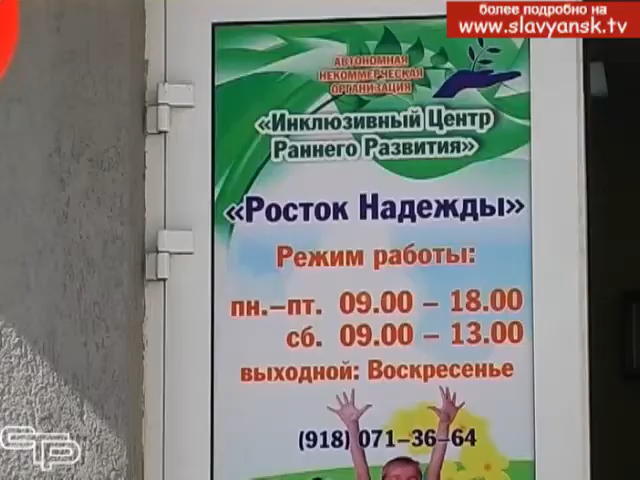 более подробно на
www.slavyansk.tv
АВТОНОМНАЯ
НЕКОММЕРЧЕСКАЯ
ОРГАНИЗАЦИЯ
«Инклюзивный Центр
Раннего Развития»
«Росток Надежды»
Режим работы:
пн.–пт. 09.00 – 18.00
сб. 09.00 – 13.00
выходной: Воскресенье
(918) 071–36–64